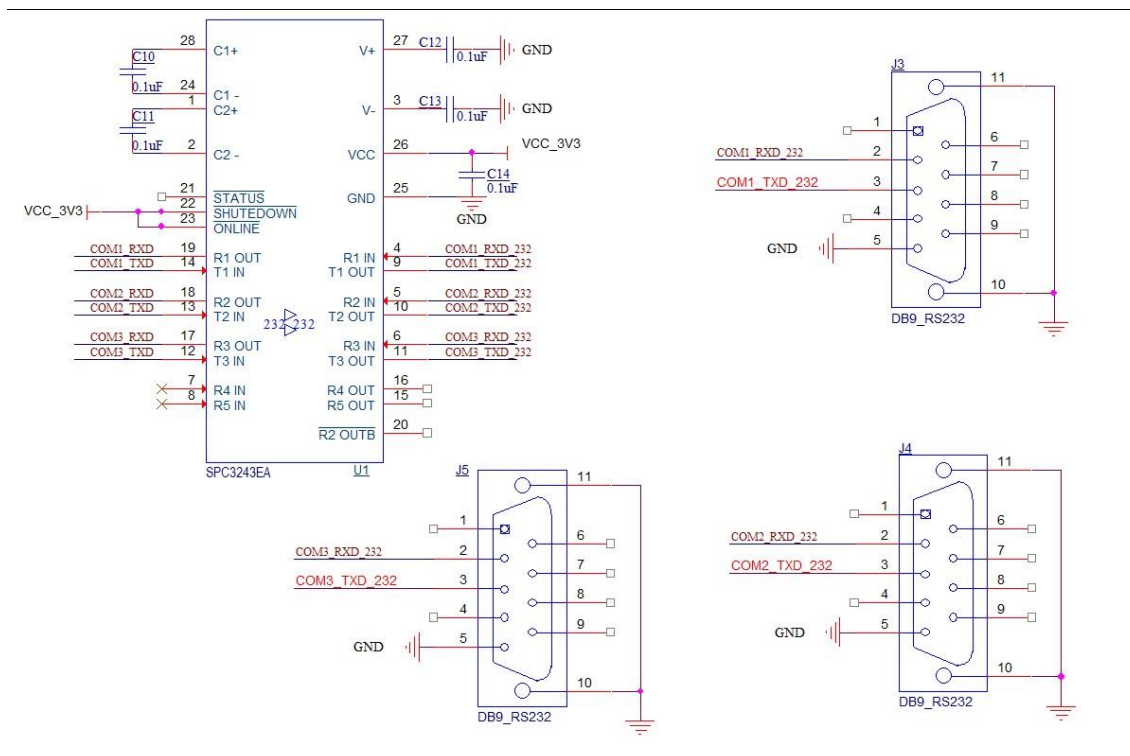 28
C1+
C10
0.1uF
24
C1 -
1
C2+
C11
0.1uF
2
C2 -
21
STATUS
VCC_3V3
22
SHUTEDOWN
23
ONLINE
COM1_RXD
19
R1 OUT
COM1_TXD
14
T1 IN
COM2_RXD
18
R2 OUT
COM2_TXD
13
T2 IN
COM3_RXD
17
R3 OUT
COM3_TXD
12
T3 IN
7
R4 IN
8
R5 IN
232_232
V+
27
C12
0.1uF
GND
V-
3
C13
0.1uF
GND
VCC
26
VCC_3V3
C14
0.1uF
GND
25
GND
R1 IN
4
COM1_RXD_232
T1 OUT
9
COM1_TXD_232
R2 IN
5
COM2_RXD_232
T2 OUT
10
COM2_TXD_232
R3 IN
6
COM3_RXD_232
T3 OUT
11
COM3_TXD_232
R4 OUT
16
R5 OUT
15
R2 OUTB
20
SPC3243EA
U1
J3
11
1
6
COM1_RXD_232
2
7
COM1_TXD_232
3
8
4
9
GND
5
10
DB9_RS232
J5
11
1
6
COM3_RXD_232
2
7
COM3_TXD_232
3
8
4
9
GND
5
10
DB9_RS232
J4
11
1
6
COM2_RXD_232
2
7
COM2_TXD_232
3
8
4
9
GND
5
10
DB9_RS232